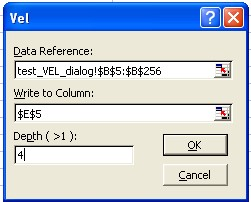 Vel
Data Reference:
test_VEL_dialog!$B$5:$B$256
Write to Column:
$E$5
Depth ( >1 ):
4
OK
Cancel